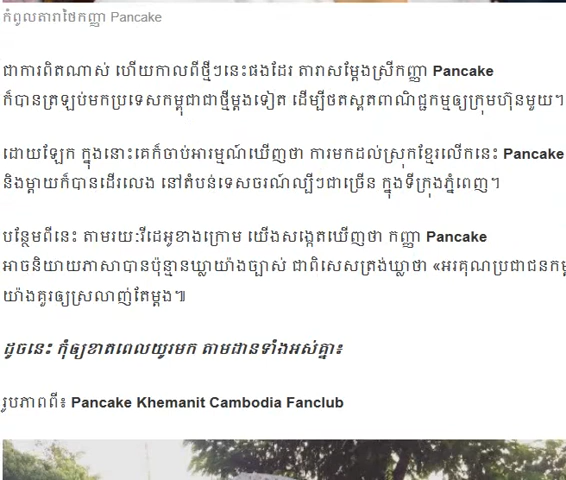 កំពូលតារាថៃកញ្ញា Pancake
ជាការពិតណាស់ ហើយកាលពីថ្មីៗនេះផងដែរ តារាសម្តែងស្រីកញ្ញា Pancake
ក៏បានត្រឡប់មកប្រទេសកម្ពុជាជាថ្មីម្តងទៀត ដើម្បីថតស្ពតពាណិជ្ជកម្មឲ្យក្រុមហ៊ុនមួយ។
ដោយឡែក ក្នុងនោះគេក៏ចាប់អារម្មណ៍ឃើញថា ការមកដល់ស្រុកខ្មែរលើកនេះ Pancake
និងម្តាយក៏បានដើរលេង នៅតំបន់ទេសចរណ៍ល្បីៗជាច្រើន ក្នុងទីក្រុងភ្នំពេញ។
បន្ថែមពីនេះ តាមរយៈវីដេអូខាងក្រោម យើងសង្កេតឃើញថា កញ្ញា Pancake
អាចនិយាយភាសាបានប៉ុន្មានឃ្លាយ៉ាងច្បាស់ ជាពិសេសត្រង់ឃ្លាថា «អរគុណប្រជាជនកម្ពុ
យ៉ាងគួរឲ្យស្រលាញ់តែម្តង៕
ដូចនេះ កុំឲ្យខាតពេលយូរមក តាមដានទាំងអស់គ្នា៖
រូបភាពពី៖ Pancake Khemanit Cambodia Fanclub